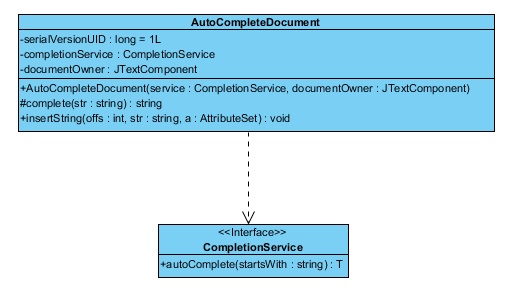 AutoCompleteDocument
-serialVersionUID : long = 1L
-completionService : CompletionService
-documentOwner : JTextComponent
+AutoCompleteDocument(service : CompletionService, documentOwner : JTextComponent)
#complete(str : string) : string
+insertString(offs : int, str : string, a : AttributeSet) : void
<<Interface>>
CompletionService
+autoComplete(startsWith : string) : T